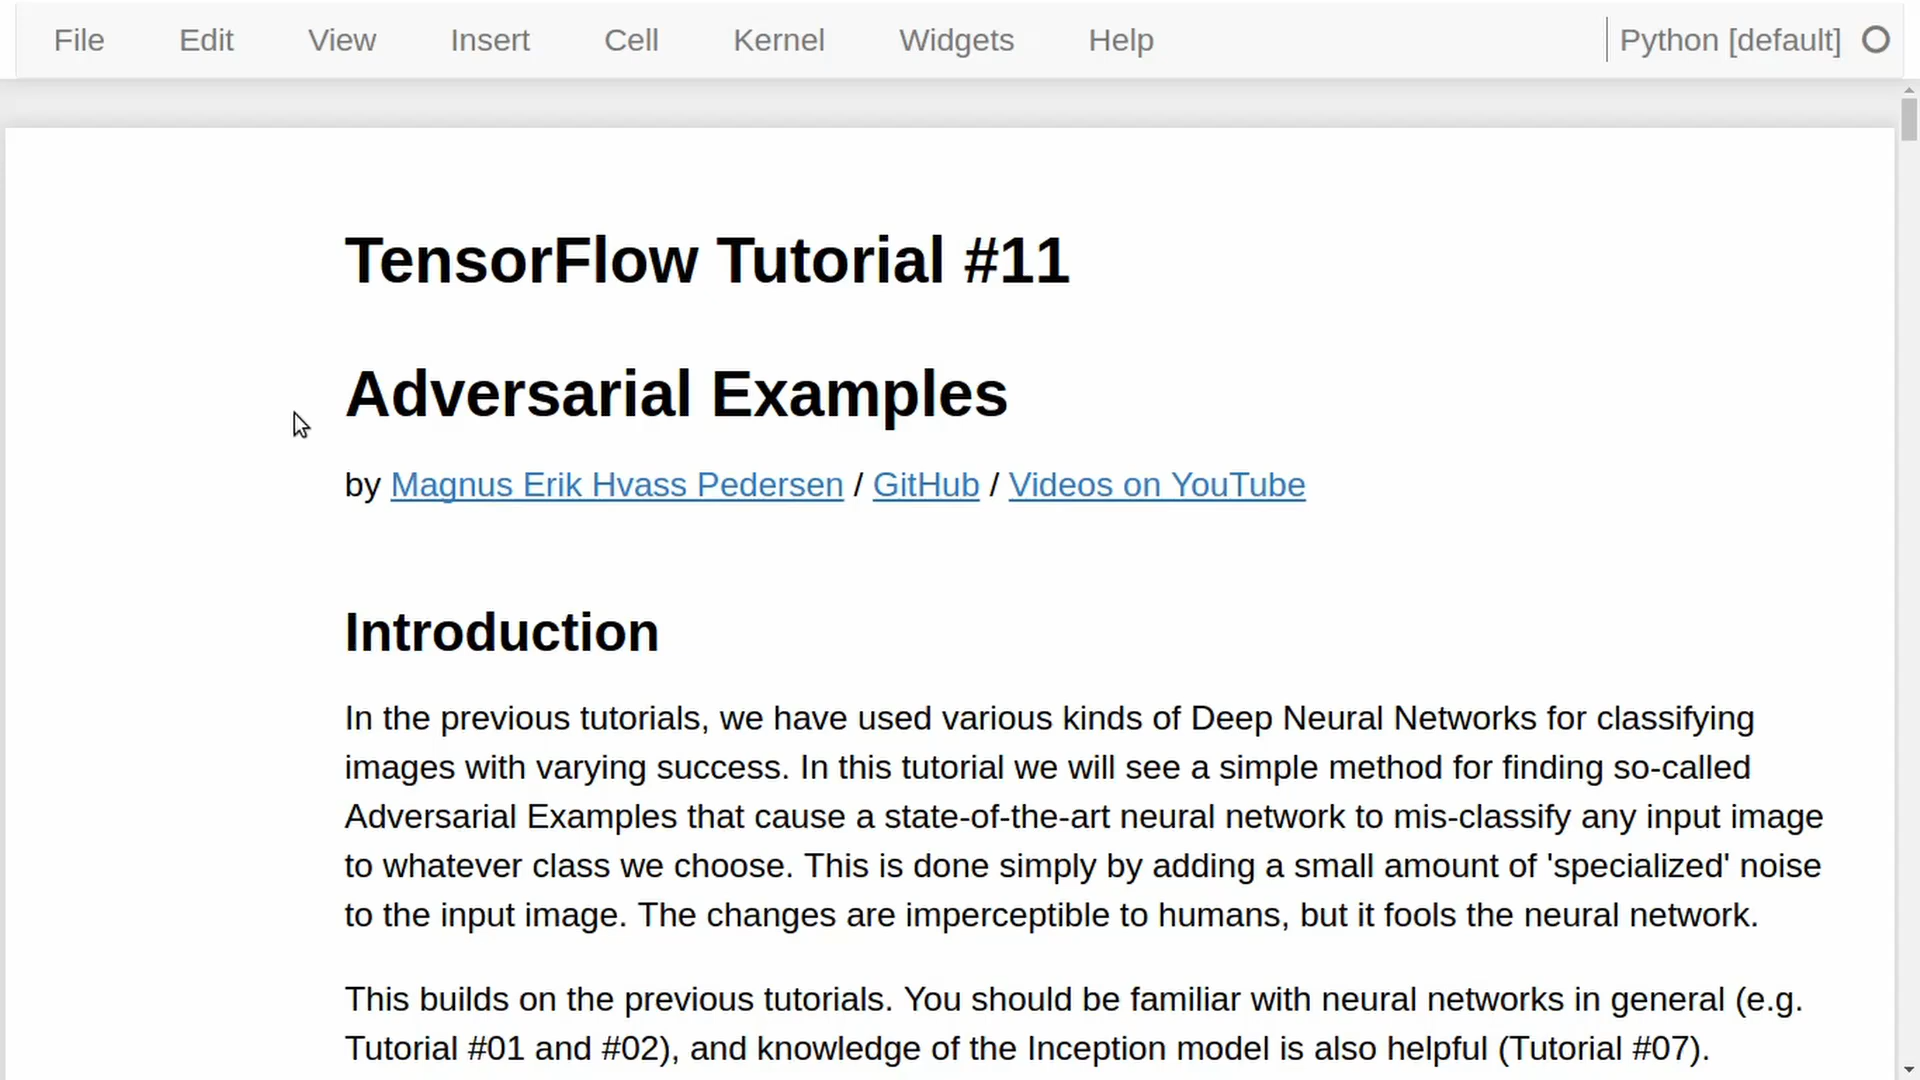 File Edit View Insert Cell Kernel Widgets Help Python [default]
TensorFlow Tutorial #11
Adversarial Examples
by Magnus Erik Hvass Pedersen / GitHub / Videos on YouTube
Introduction
In the previous tutorials, we have used various kinds of Deep Neural Networks for classifying
images with varying success. In this tutorial we will see a simple method for finding so-called
Adversarial Examples that cause a state-of-the-art neural network to mis-classify any input image
to whatever class we choose. This is done simply by adding a small amount of 'specialized' noise
to the input image. The changes are imperceptible to humans, but it fools the neural network.
This builds on the previous tutorials. You should be familiar with neural networks in general (e.g.
Tutorial #01 and #02), and knowledge of the Inception model is also helpful (Tutorial #07).